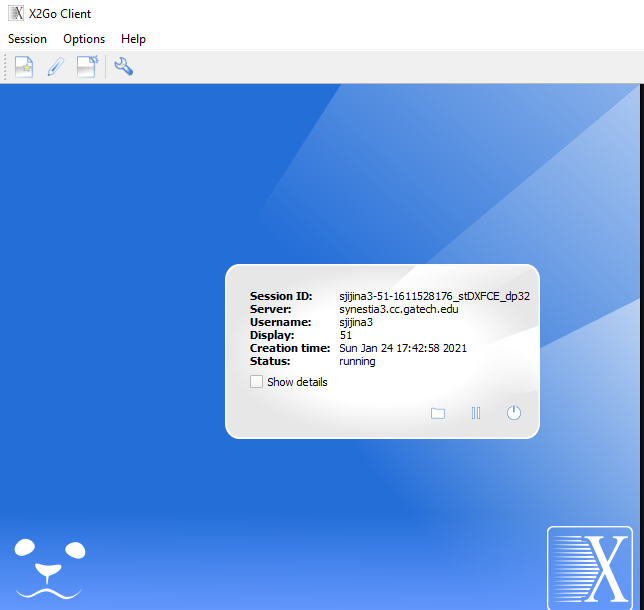 X2Go Client
Session Options Help
Session ID: sjijina3-51-1611528176_stDXFCE_dp32
Server: synestia3.cc.gatech.edu
Username: sjijina3
Display: 51
Creation time: Sun Jan 24 17:42:58 2021
Status: running
Show details
X